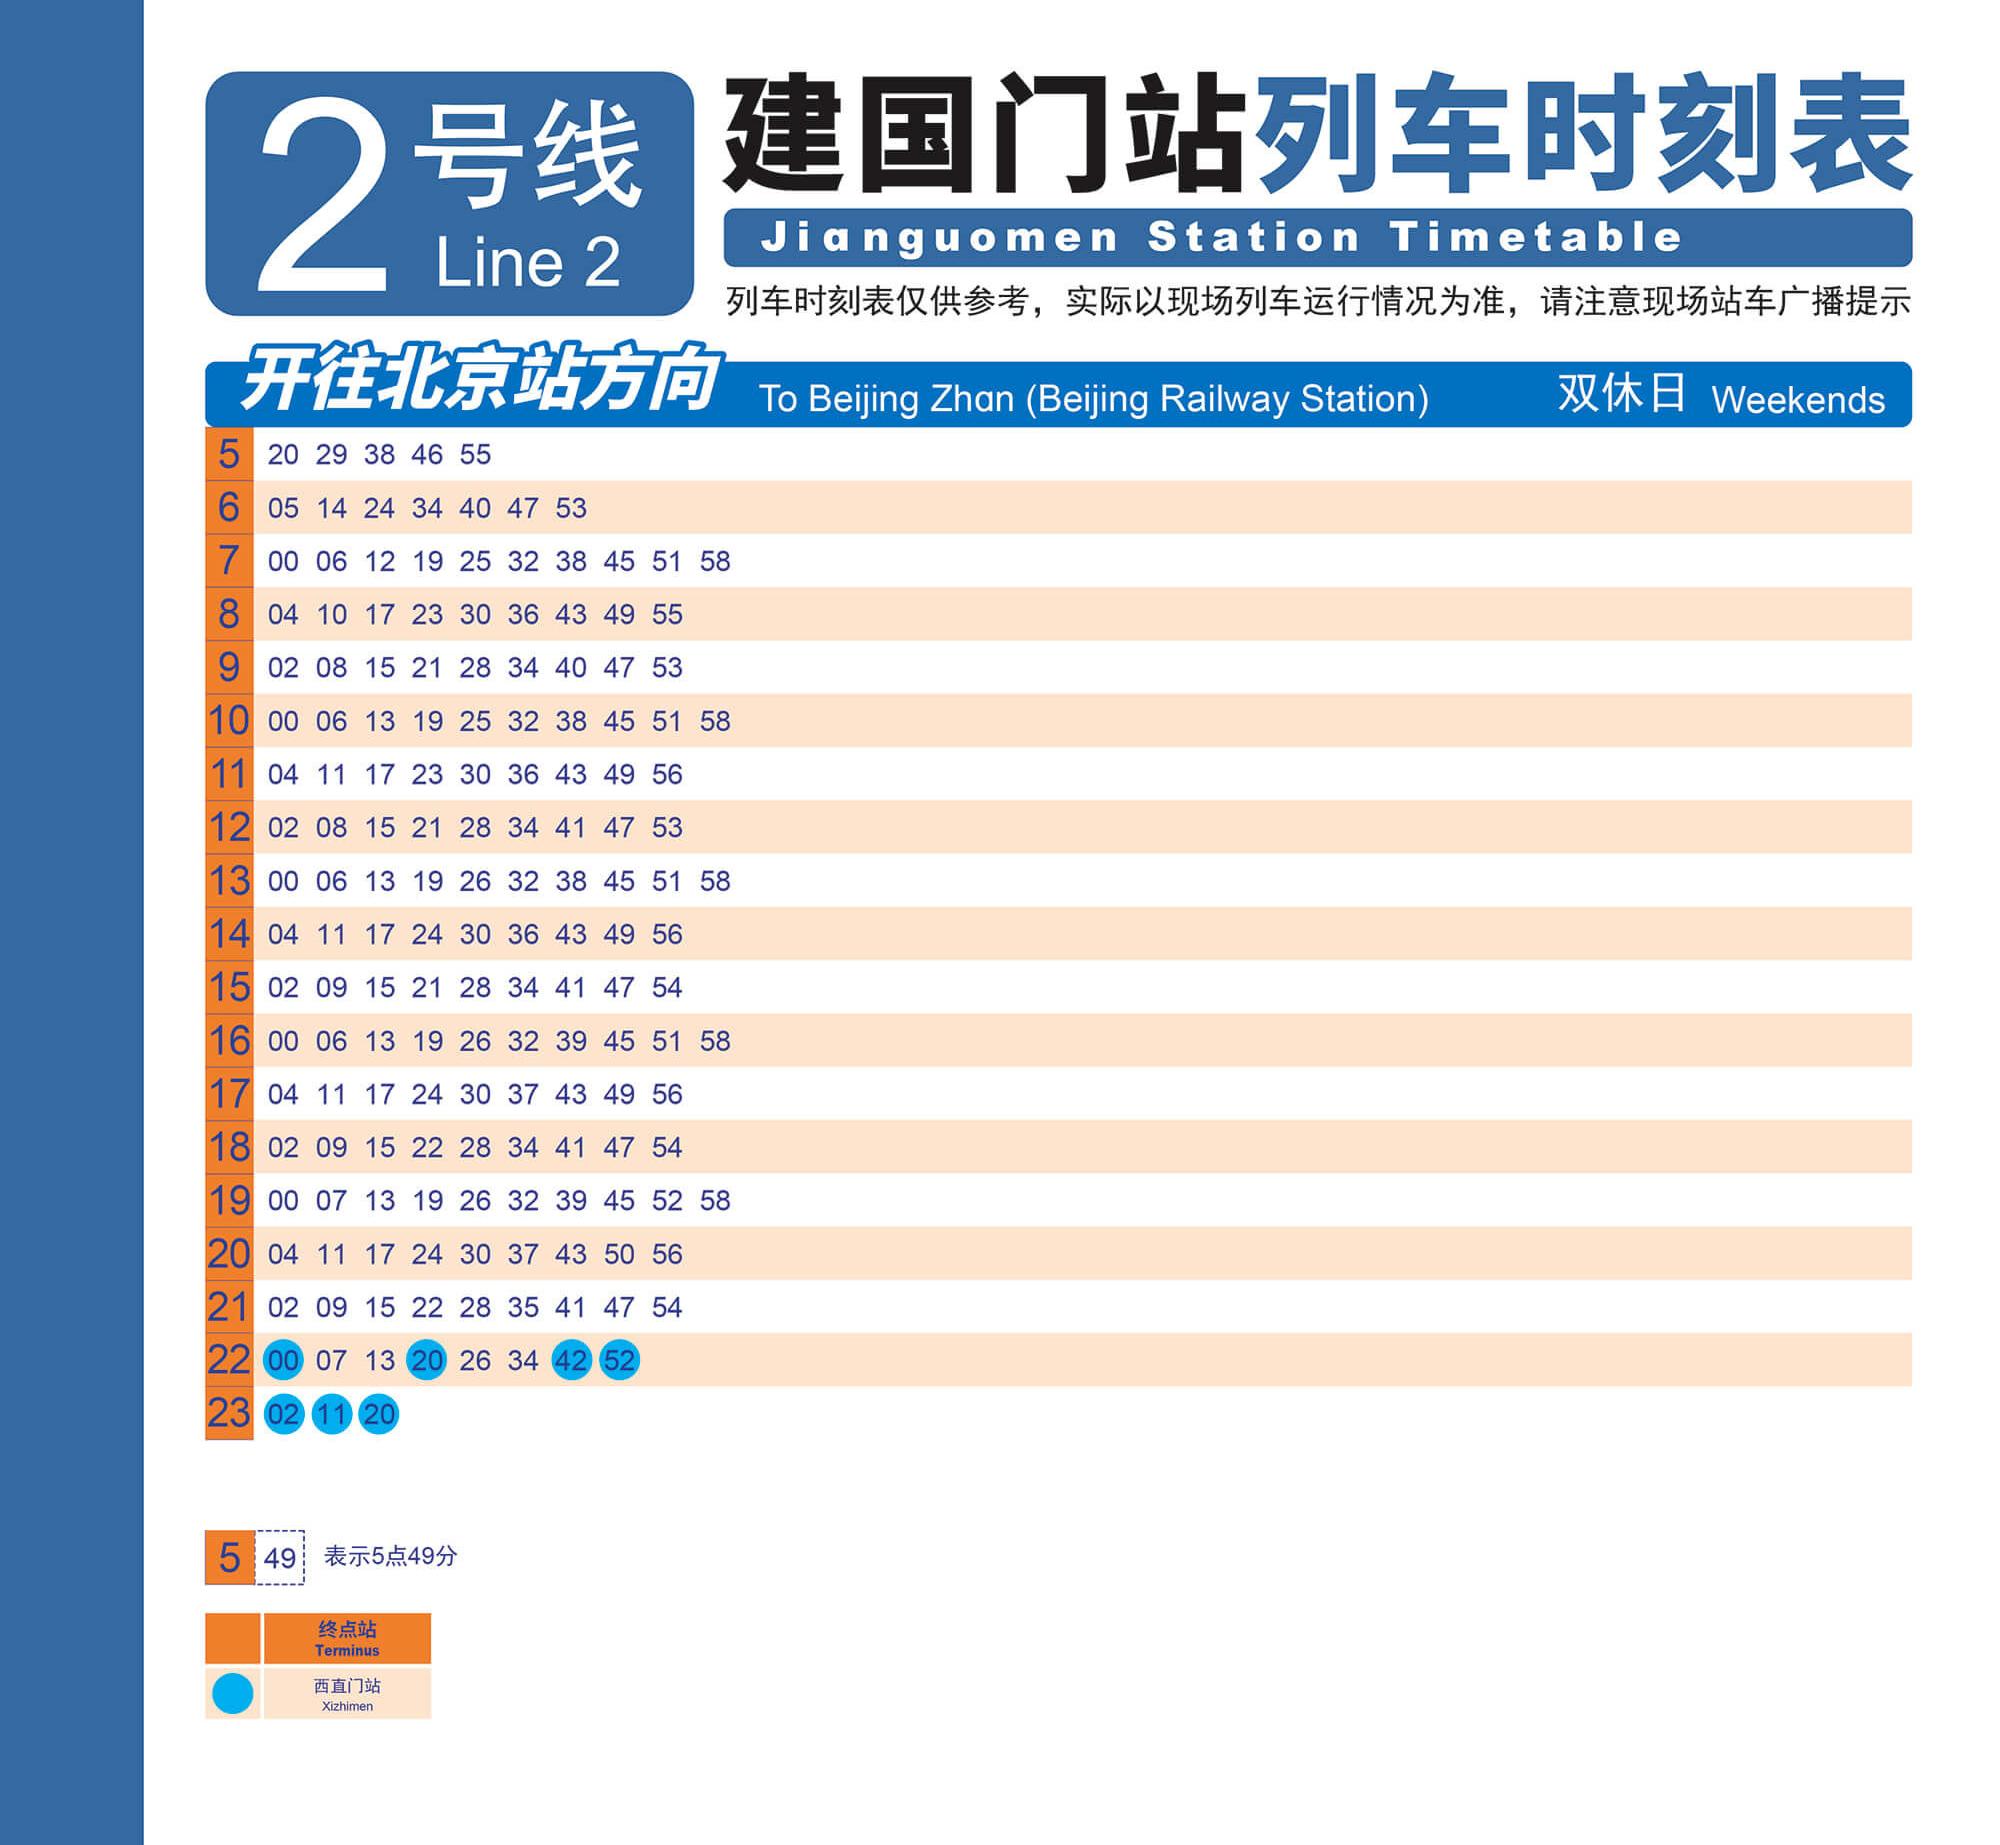 2号线
Line 2
建国门站列车时刻表
Jianguomen Station Timetable
列车时刻表仅供参考，实际以现场列车运行情况为准，请注意现场站车广播提示
开往北京站方向 To Beijing Zhan (Beijing Railway Station) 双休日 Weekends
5 20 29 38 46 55
6 05 14 24 34 40 47 53
7 00 06 12 19 25 32 38 45 51 58
8 04 10 17 23 30 36 43 49 55
9 02 08 15 21 28 34 40 47 53
10 00 06 13 19 25 32 38 45 51 58
11 04 11 17 23 30 36 43 49 56
12 02 08 15 21 28 34 41 47 53
13 00 06 13 19 26 32 38 45 51 58
14 04 11 17 24 30 36 43 49 56
15 02 09 15 21 28 34 41 47 54
16 00 06 13 19 26 32 39 45 51 58
17 04 11 17 24 30 37 43 49 56
18 02 09 15 22 28 34 41 47 54
19 00 07 13 19 26 32 39 45 52 58
20 04 11 17 24 30 37 43 50 56
21 02 09 15 22 28 35 41 47 54
22 00 07 13 20 26 34 42 52
23 02 11 20
5 49 表示5点49分
终点站
Terminus
西直门站
Xizhimen